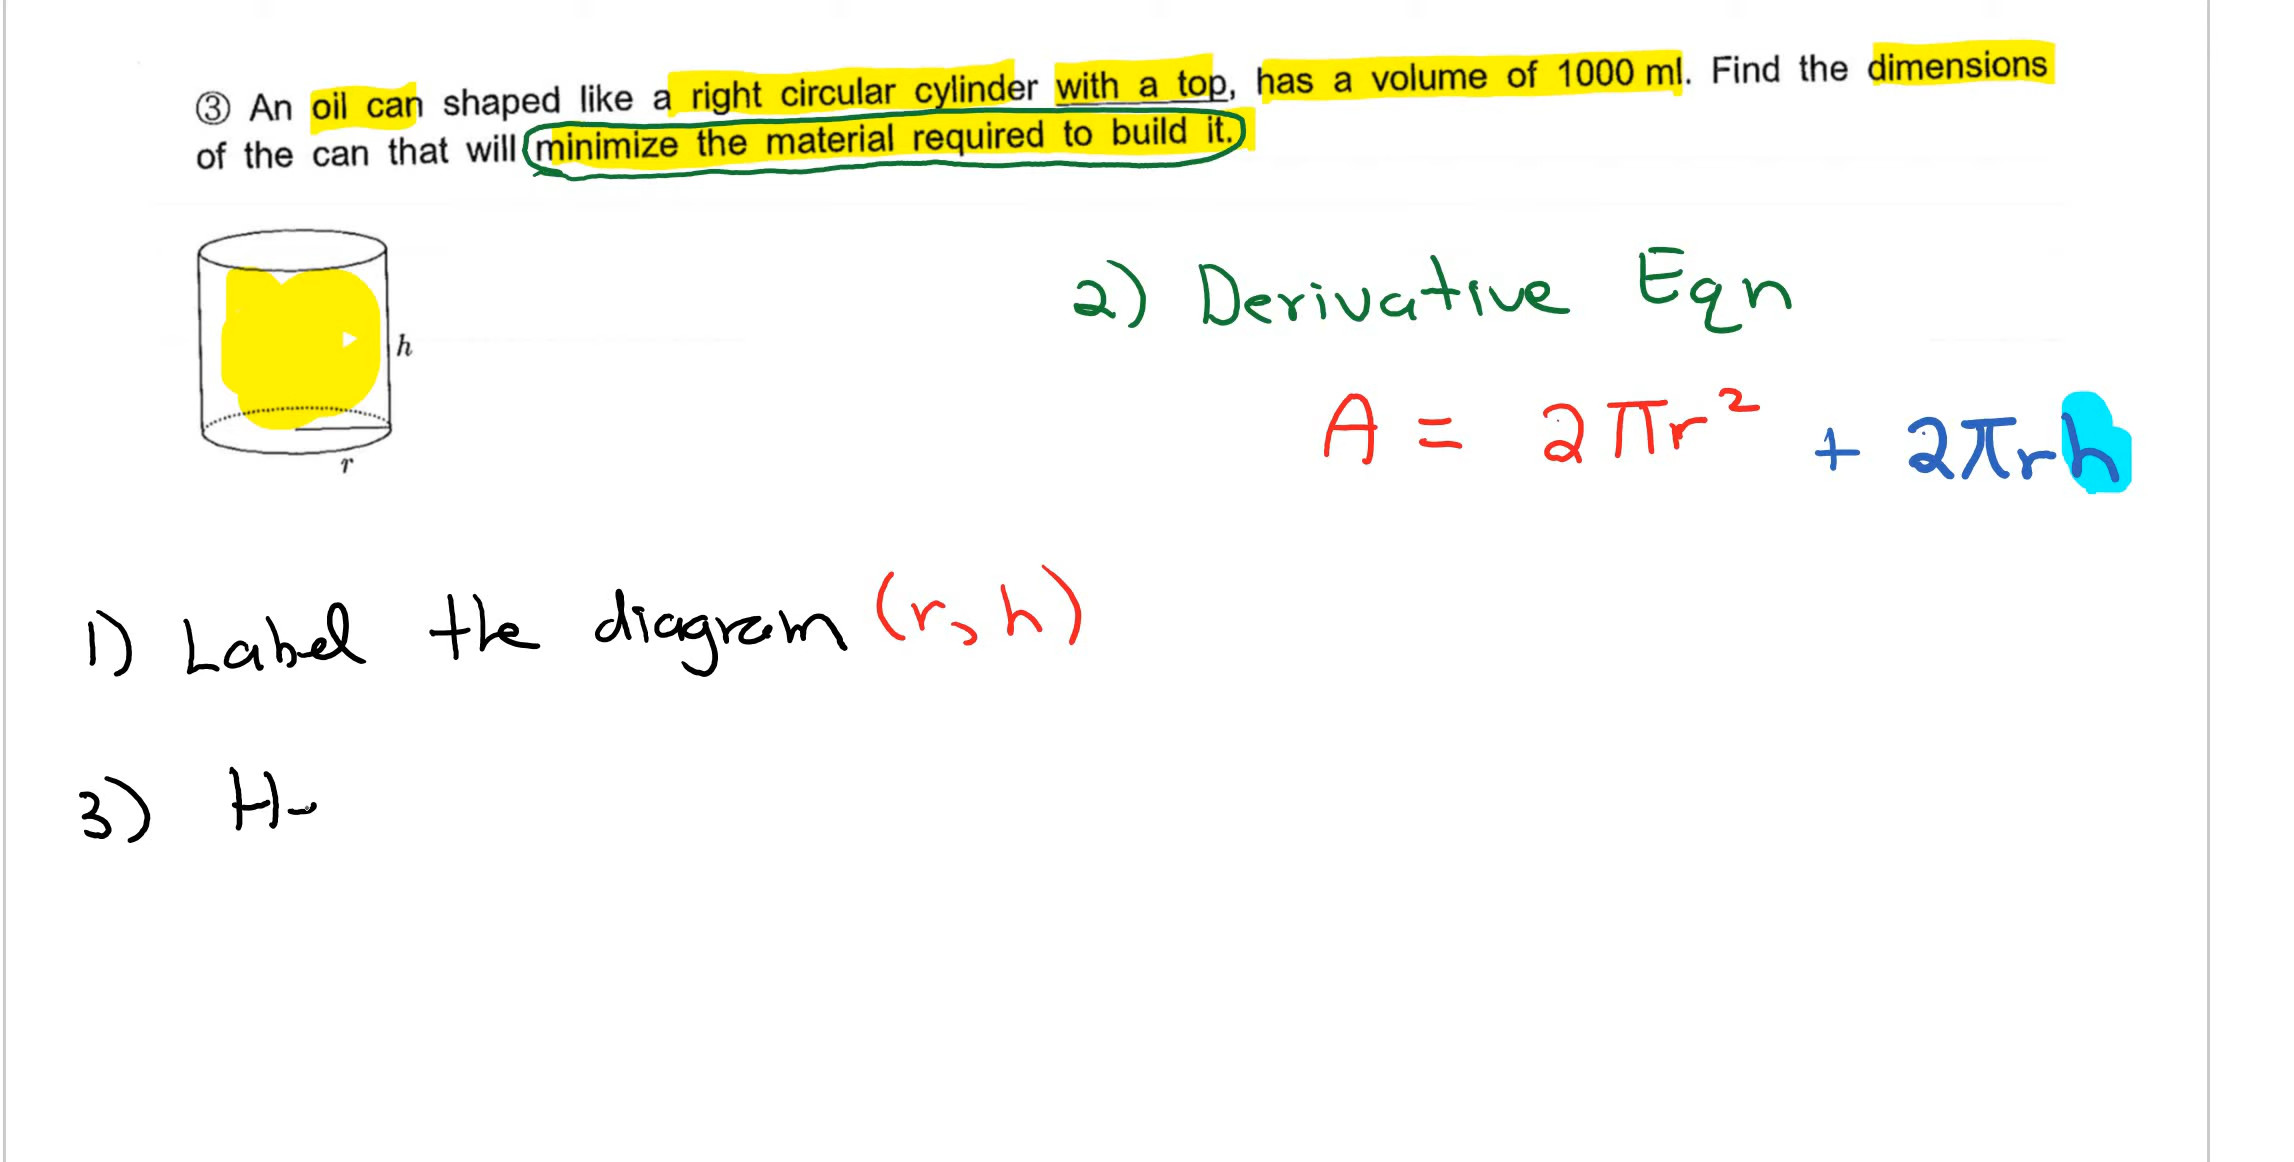 ③ An oil can shaped like a right circular cylinder with a top, has a volume of 1000 ml. Find the dimensions
of the can that will minimize the material required to build it.
h
r
2) Derivative Eqn
A = 2πr² + 2πrh
1) Label the diagram (r, h)
3) H